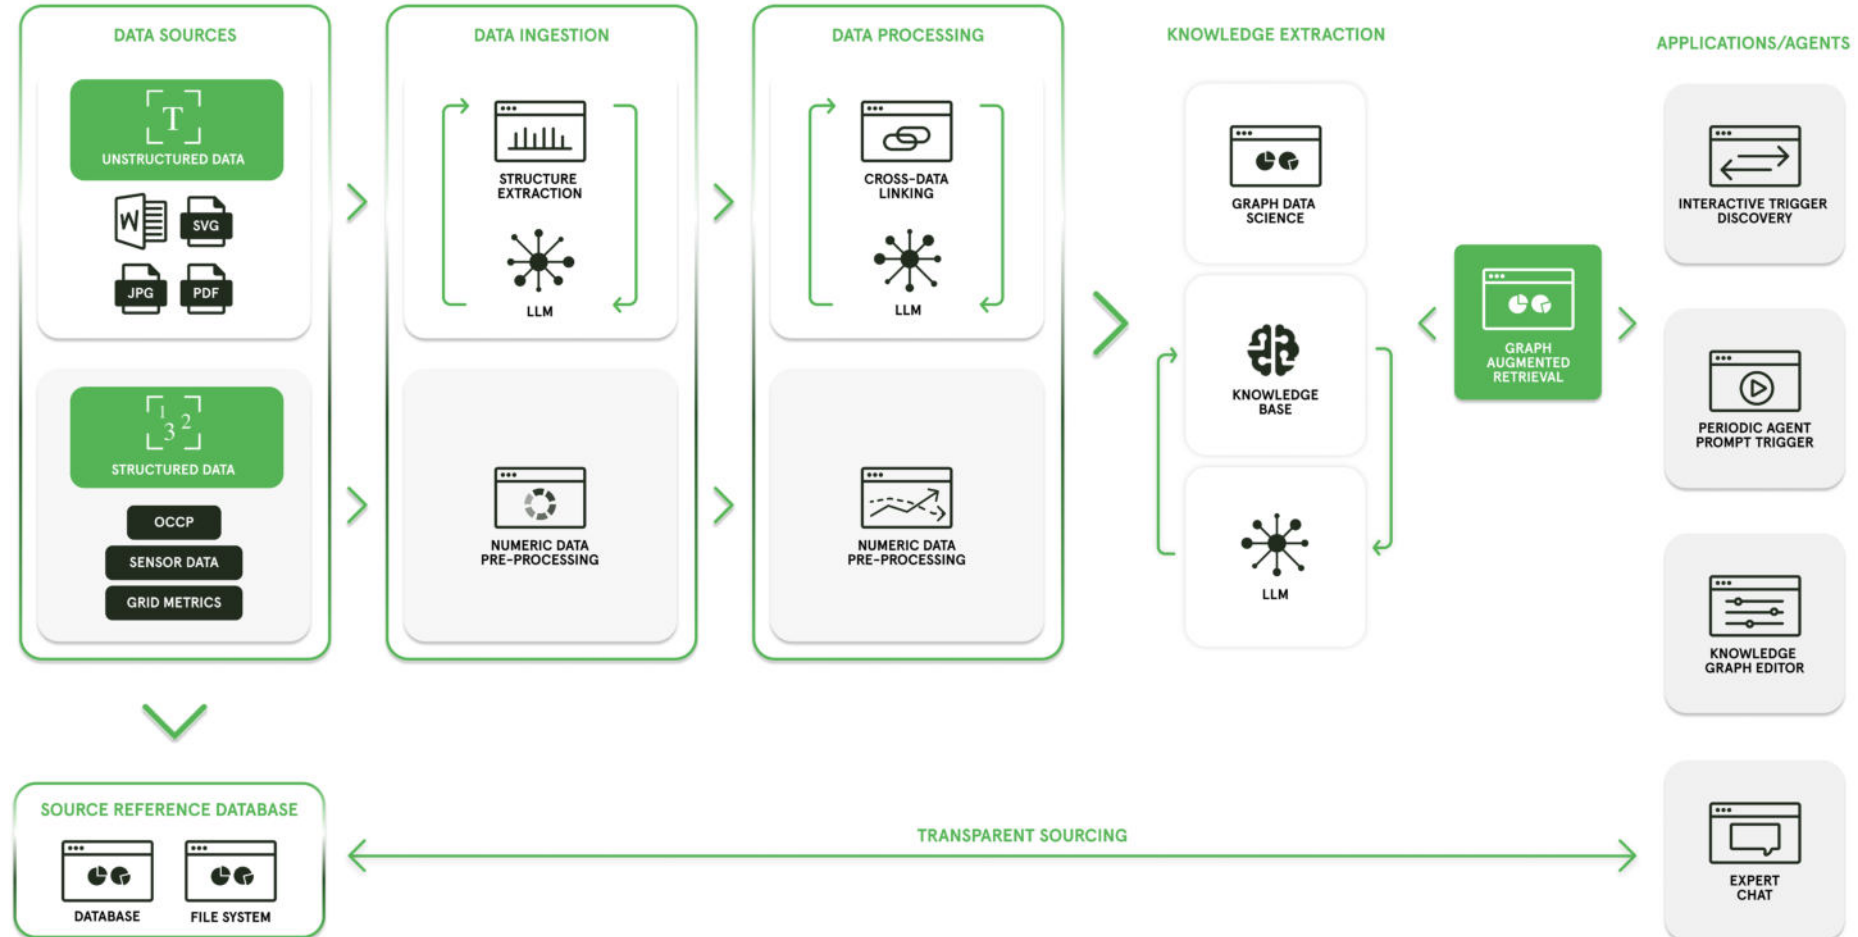 DATA SOURCES
UNSTRUCTURED DATA
W
SVG
JPG
PDF
STRUCTURED DATA
1
2
3
OCCP
SENSOR DATA
GRID METRICS
DATA INGESTION
STRUCTURE
EXTRACTION
LLM
NUMERIC DATA
PRE-PROCESSING
DATA PROCESSING
CROSS-DATA
LINKING
LLM
NUMERIC DATA
PRE-PROCESSING
KNOWLEDGE EXTRACTION
GRAPH DATA
SCIENCE
KNOWLEDGE
BASE
LLM
GRAPH
AUGMENTED
RETRIEVAL
APPLICATIONS/AGENTS
INTERACTIVE TRIGGER
DISCOVERY
PERIODIC AGENT
PROMPT TRIGGER
KNOWLEDGE
GRAPH EDITOR
EXPERT
CHAT
SOURCE REFERENCE DATABASE
DATABASE
FILE SYSTEM
TRANSPARENT SOURCING
T